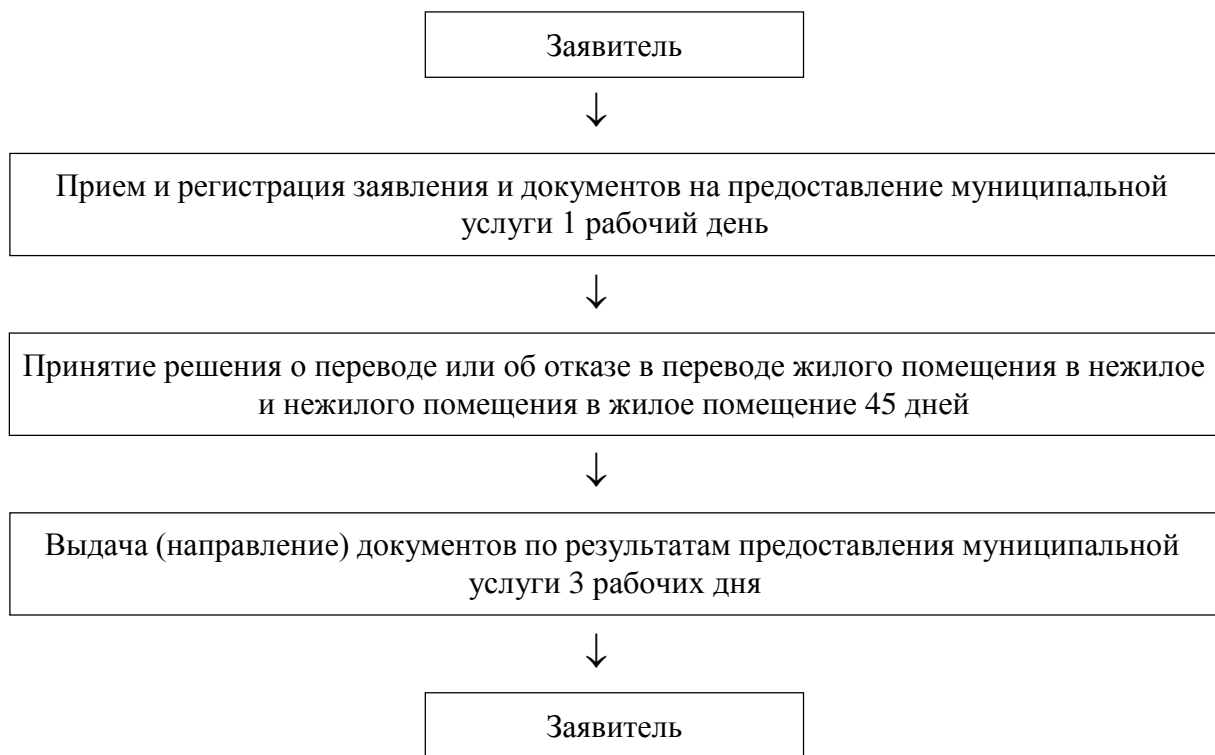 Заявитель
↓
Прием и регистрация заявления и документов на предоставление муниципальной
услуги 1 рабочий день
↓
Принятие решения о переводе или об отказе в переводе жилого помещения в нежилое
и нежилого помещения в жилое помещение 45 дней
↓
Выдача (направление) документов по результатам предоставления муниципальной
услуги 3 рабочих дня
↓
Заявитель